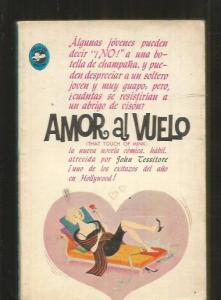 Algunas jóvenes pueden
decir "¡NO!" a una bo-
tella de champaña, y pue-
den despreciar a un soltero
joven y muy guapo; pero,
¿cuántas se resistirían a
un abrigo de visón?
AMOR al VUELO
(THAT TOUCH OF MINK)
la nueva novela cómica, hábil,
atrevida por John Tessitore
¡uno de los exitazos del año
en Hollywood!